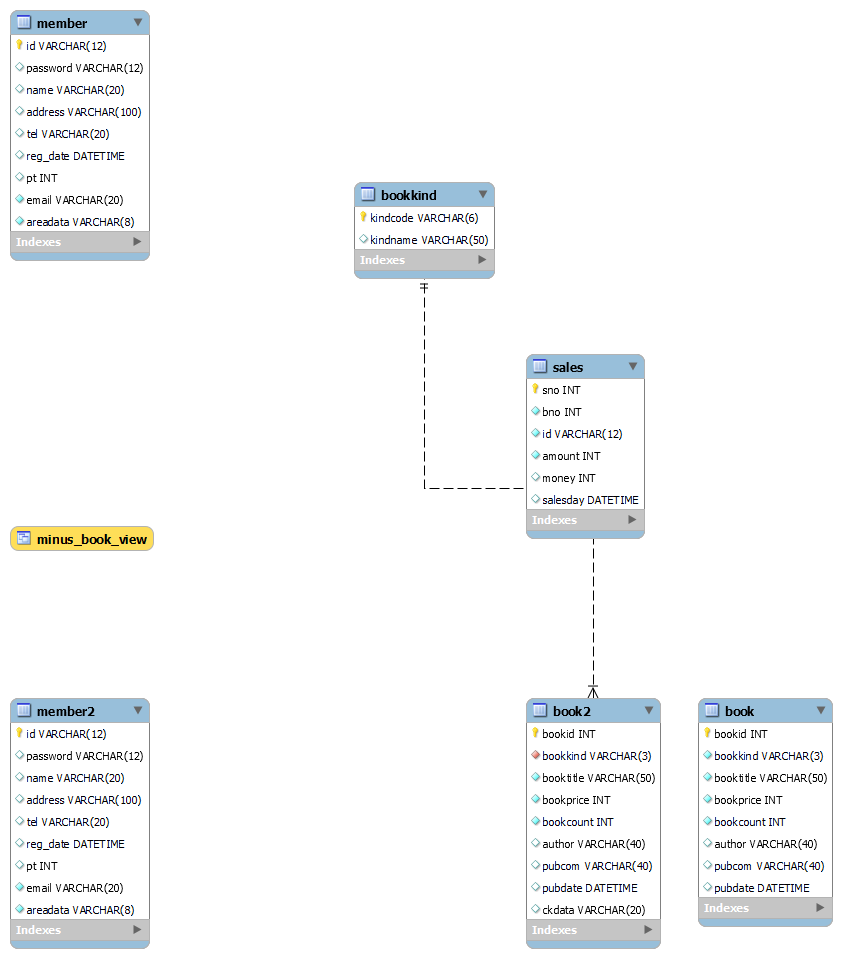 member
id VARCHAR(12)
password VARCHAR(12)
name VARCHAR(20)
address VARCHAR(100)
tel VARCHAR(20)
reg_date DATETIME
pt INT
email VARCHAR(20)
areadata VARCHAR(8)
Indexes
bookkind
kindcode VARCHAR(6)
kindname VARCHAR(50)
Indexes
sales
sno INT
bno INT
id VARCHAR(12)
amount INT
money INT
salesday DATETIME
Indexes
minus_book_view
member2
id VARCHAR(12)
password VARCHAR(12)
name VARCHAR(20)
address VARCHAR(100)
tel VARCHAR(20)
reg_date DATETIME
pt INT
email VARCHAR(20)
areadata VARCHAR(8)
Indexes
book2
bookid INT
bookkind VARCHAR(3)
booktitle VARCHAR(50)
bookprice INT
bookcount INT
author VARCHAR(40)
pubcom VARCHAR(40)
pubdate DATETIME
ckdata VARCHAR(20)
Indexes
book
bookid INT
bookkind VARCHAR(3)
booktitle VARCHAR(50)
bookprice INT
bookcount INT
author VARCHAR(40)
pubcom VARCHAR(40)
pubdate DATETIME
Indexes